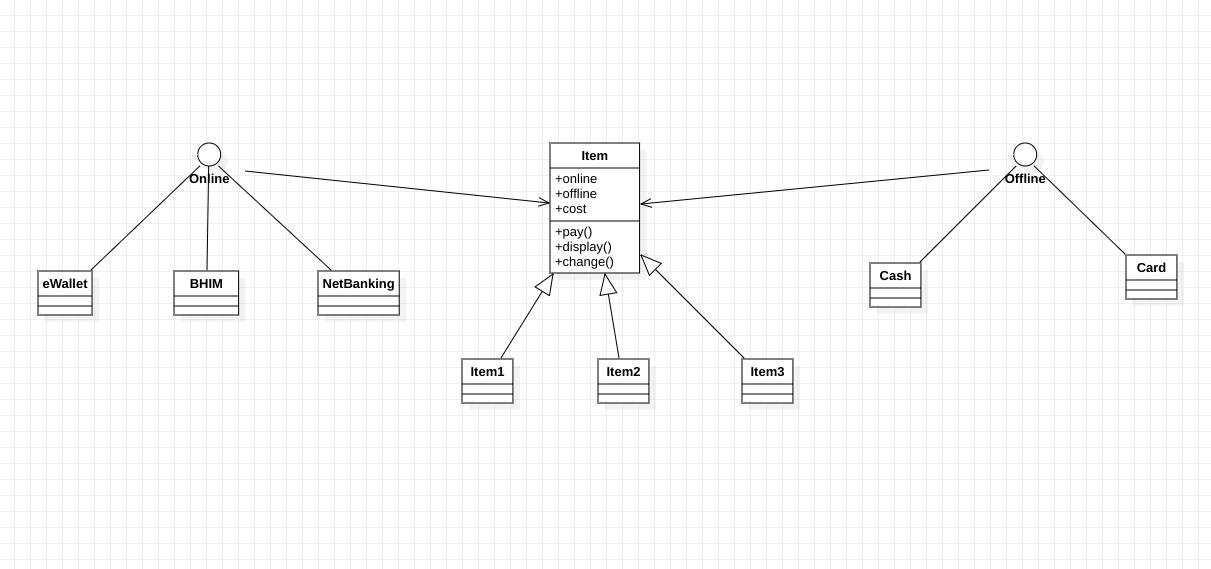 Online
Item
+online
+offline
+cost
+pay()
+display()
+change()
Offline
eWallet
BHIM
NetBanking
Cash
Card
Item1
Item2
Item3